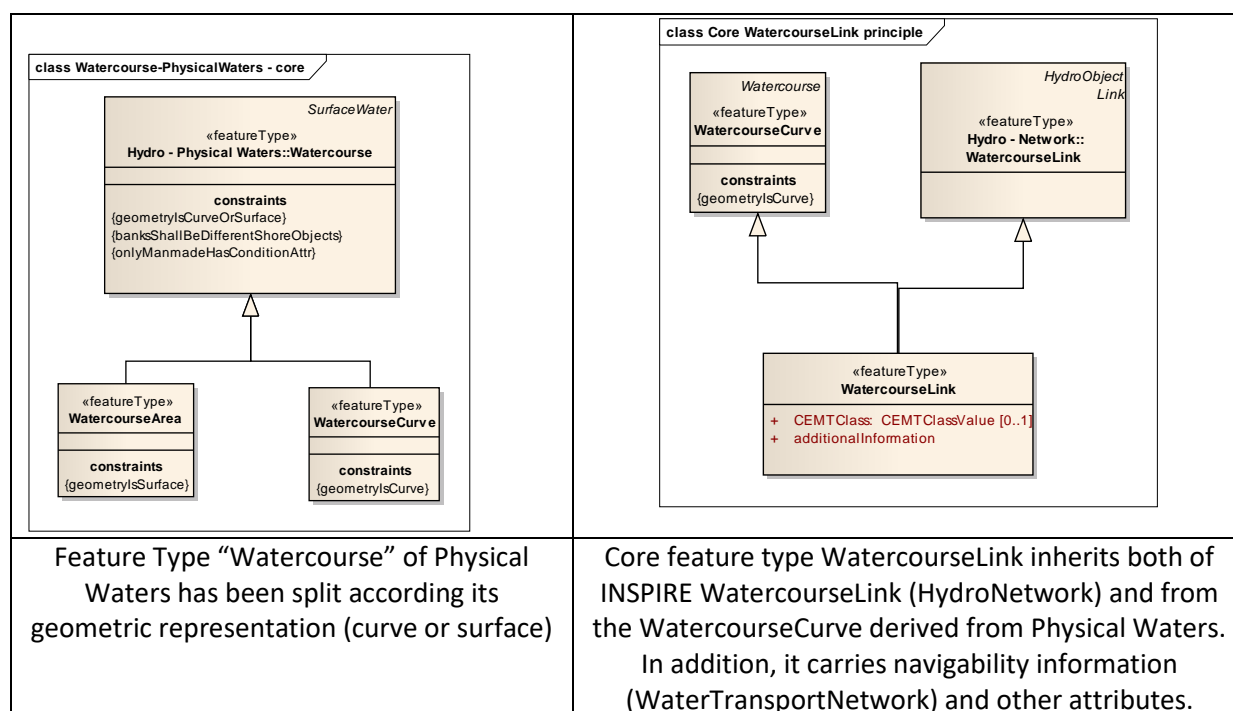 class Watercourse-PhysicalWaters - core
SurfaceWater
«featureType»
Hydro - Physical Waters::Watercourse
constraints
{geometryIsCurveOrSurface}
{banksShallBeDifferentShoreObjects}
{onlyManmadeHasConditionAttr}
«featureType»
WatercourseArea
constraints
{geometryIsSurface}
«featureType»
WatercourseCurve
constraints
{geometryIsCurve}
class Core WatercourseLink principle
Watercourse
«featureType»
WatercourseCurve
constraints
{geometryIsCurve}
HydroObject
Link
«featureType»
Hydro - Network::
WatercourseLink
«featureType»
WatercourseLink
+ CEMTClass: CEMTClassValue [0..1]
+ additionalInformation
Feature Type “Watercourse” of Physical
Waters has been split according its
geometric representation (curve or surface)
Core feature type WatercourseLink inherits both of
INSPIRE WatercourseLink (HydroNetwork) and from
the WatercourseCurve derived from Physical Waters.
In addition, it carries navigability information
(WaterTransportNetwork) and other attributes.